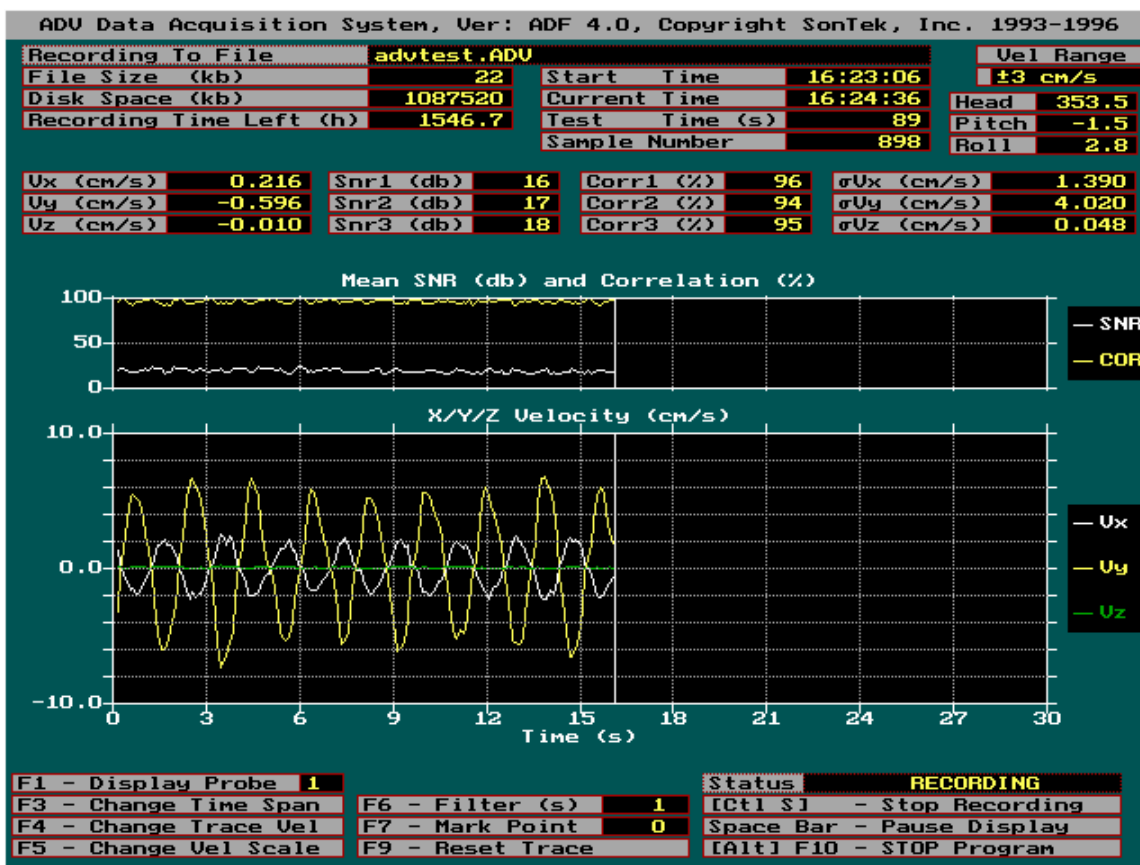 ADV Data Acquisition System, Ver: ADF 4.0, Copyright SonTek, Inc. 1993-1996
Recording To File advtest.ADV Vel Range
File Size (kb) 22 Start Time 16:23:06 ±3 cm/s
Disk Space (kb) 1087520 Current Time 16:24:36 Head 353.5
Recording Time Left (h) 1546.7 Test Time (s) 89 Pitch -1.5
Sample Number 898 Roll 2.8
Vx (cm/s) 0.216 Snr1 (db) 16 Corr1 (%) 96 σVx (cm/s) 1.390
Vy (cm/s) -0.596 Snr2 (db) 17 Corr2 (%) 94 σVy (cm/s) 4.020
Vz (cm/s) -0.010 Snr3 (db) 18 Corr3 (%) 95 σVz (cm/s) 0.048
Mean SNR (db) and Correlation (%)
100
SNR
50
COR
0
X/Y/Z Velocity (cm/s)
10.0
Vx
0.0 Vy
Vz
-10.0
0 3 6 9 12 15 18 21 24 27 30
Time (s)
F1 - Display Probe 1 Status RECORDING
F3 - Change Time Span F6 - Filter (s) 1 [Ctl S] - Stop Recording
F4 - Change Trace Vel F7 - Mark Point 0 Space Bar - Pause Display
F5 - Change Vel Scale F9 - Reset Trace [Alt] F10 - STOP Program